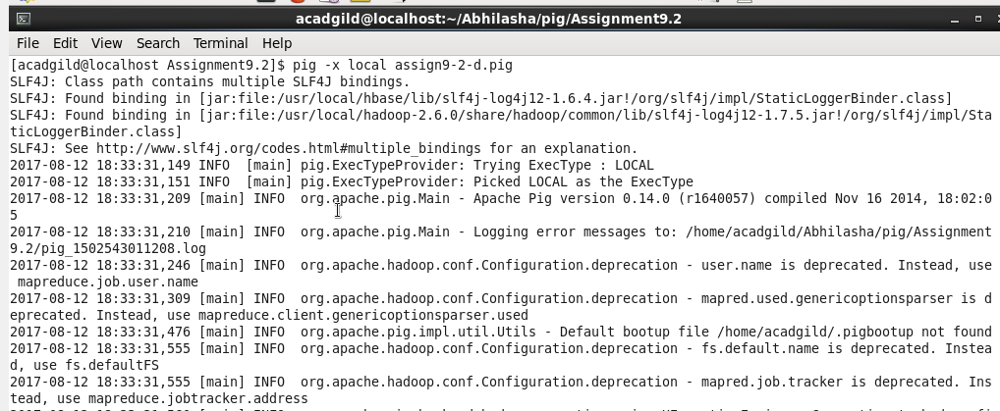 acadgild@localhost:~/Abhilasha/pig/Assignment9.2
File Edit View Search Terminal Help
[acadgild@localhost Assignment9.2]$ pig -x local assign9-2-d.pig
SLF4J: Class path contains multiple SLF4J bindings.
SLF4J: Found binding in [jar:file:/usr/local/hbase/lib/slf4j-log4j12-1.6.4.jar!/org/slf4j/impl/StaticLoggerBinder.class]
SLF4J: Found binding in [jar:file:/usr/local/hadoop-2.6.0/share/hadoop/common/lib/slf4j-log4j12-1.7.5.jar!/org/slf4j/impl/Sta
ticLoggerBinder.class]
SLF4J: See http://www.slf4j.org/codes.html#multiple_bindings for an explanation.
2017-08-12 18:33:31,149 INFO  [main] pig.ExecTypeProvider: Trying ExecType : LOCAL
2017-08-12 18:33:31,151 INFO  [main] pig.ExecTypeProvider: Picked LOCAL as the ExecType
2017-08-12 18:33:31,209 [main] INFO  org.apache.pig.Main - Apache Pig version 0.14.0 (r1640057) compiled Nov 16 2014, 18:02:0
5
2017-08-12 18:33:31,210 [main] INFO  org.apache.pig.Main - Logging error messages to: /home/acadgild/Abhilasha/pig/Assignment
9.2/pig_1502543011208.log
2017-08-12 18:33:31,246 [main] INFO  org.apache.hadoop.conf.Configuration.deprecation - user.name is deprecated. Instead, use
 mapreduce.job.user.name
2017-08-12 18:33:31,309 [main] INFO  org.apache.hadoop.conf.Configuration.deprecation - mapred.used.genericoptionsparser is d
eprecated. Instead, use mapreduce.client.genericoptionsparser.used
2017-08-12 18:33:31,476 [main] INFO  org.apache.pig.impl.util.Utils - Default bootup file /home/acadgild/.pigbootup not found
2017-08-12 18:33:31,555 [main] INFO  org.apache.hadoop.conf.Configuration.deprecation - fs.default.name is deprecated. Instea
d, use fs.defaultFS
2017-08-12 18:33:31,555 [main] INFO  org.apache.hadoop.conf.Configuration.deprecation - mapred.job.tracker is deprecated. Ins
tead, use mapreduce.jobtracker.address